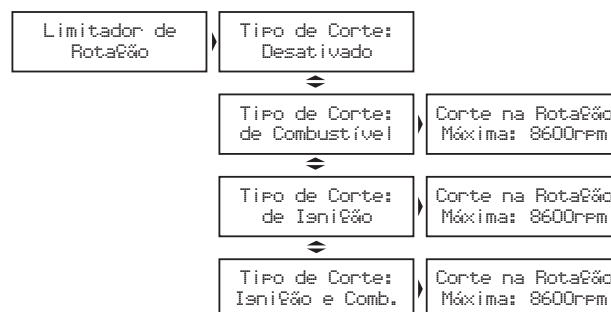 Limitador de
Rotação
Tipo de Corte:
Desativado
Tipo de Corte:
de Combustível
Corte na Rotação
Máxima: 8600rpm
Tipo de Corte:
de Ignição
Corte na Rotação
Máxima: 8600rpm
Tipo de Corte:
Ignição e Comb.
Corte na Rotação
Máxima: 8600rpm